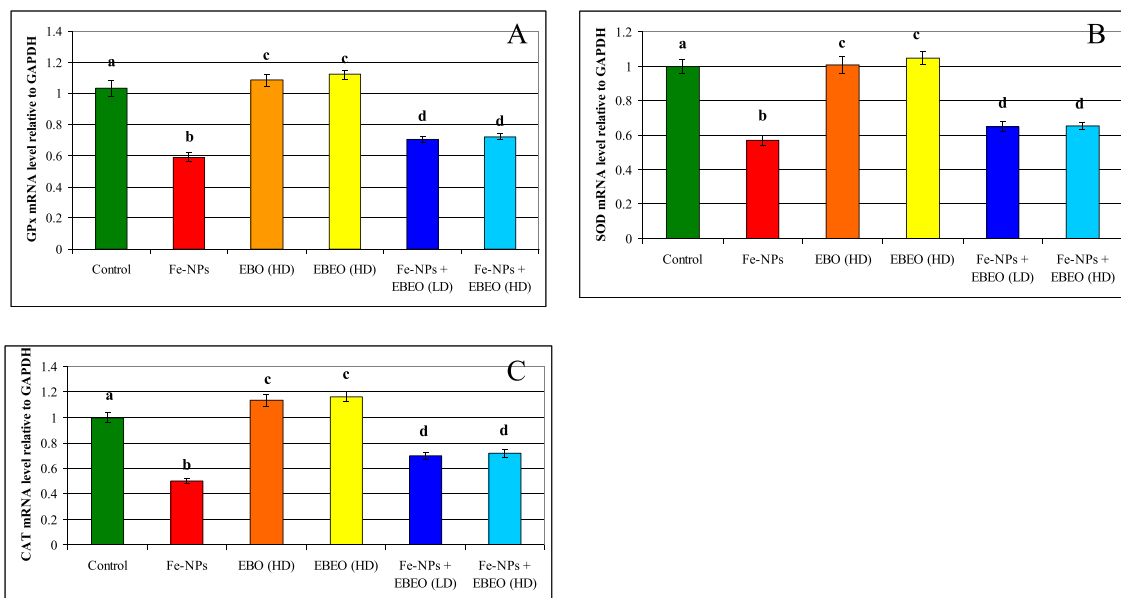 A
GPx mRNA level relative to GAPDH
1.4
1.2
1
0.8
0.6
0.4
0.2
0
a
b
c
c
d
d
Control
Fe-NPs
EBO (HD)
EBEO (HD)
Fe-NPs +
EBEO (LD)
Fe-NPs +
EBEO (HD)
B
SOD mRNA level relative to GAPDH
1.2
1
0.8
0.6
0.4
0.2
0
a
b
c
c
d
d
Control
Fe-NPs
EBO (HD)
EBEO (HD)
Fe-NPs +
EBEO (LD)
Fe-NPs +
EBEO (HD)
C
CAT mRNA level relative to GAPDH
1.4
1.2
1
0.8
0.6
0.4
0.2
0
a
b
c
c
d
d
Control
Fe-NPs
EBO (HD)
EBEO (HD)
Fe-NPs +
EBEO (LD)
Fe-NPs +
EBEO (HD)